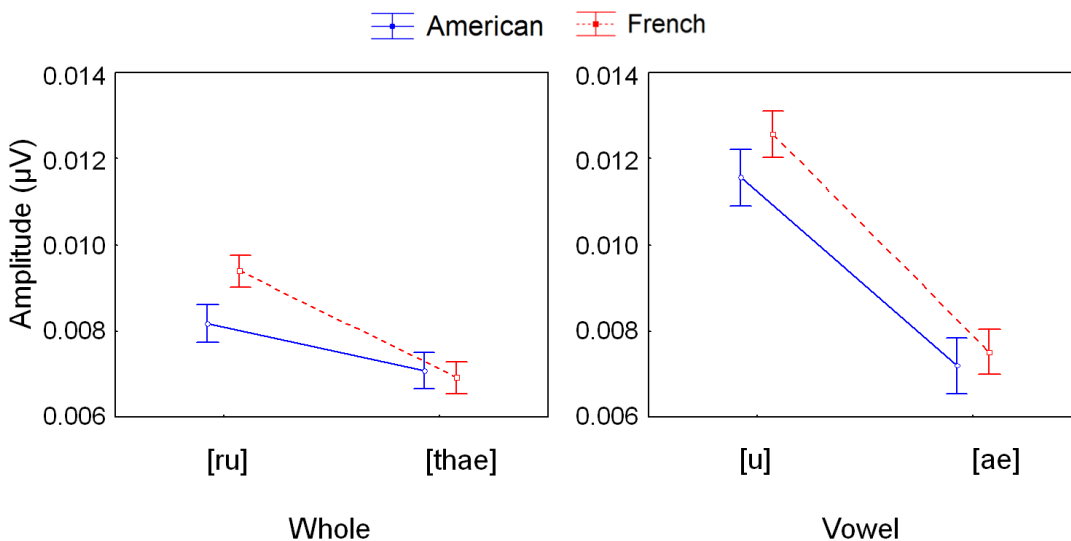 American French
Amplitude (µV)
0.014
0.012
0.010
0.008
0.006
[ru] [thae]
Whole
0.014
0.012
0.010
0.008
0.006
[u] [ae]
Vowel